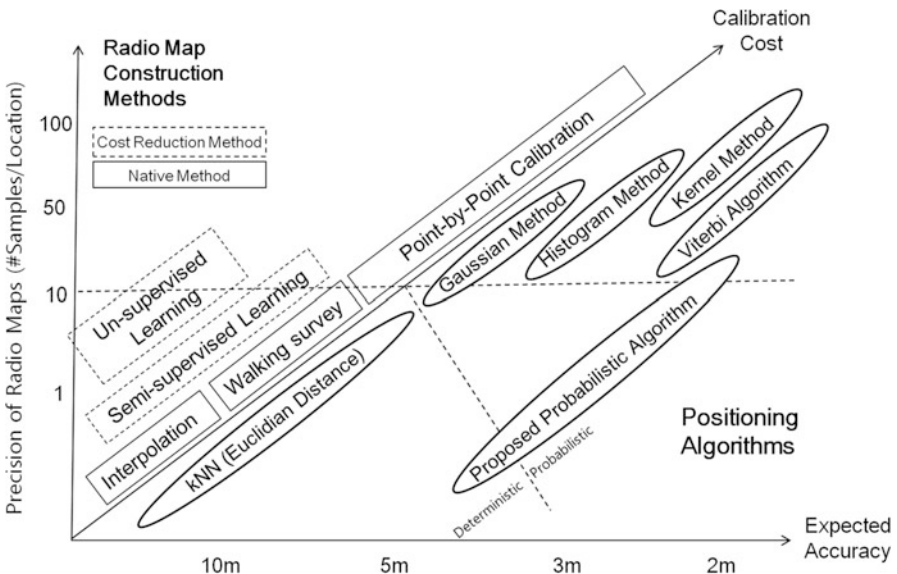 Calibration
Cost
Radio Map
Construction
Methods
Cost Reduction Method
Native Method
Precision of Radio Maps (#Samples/Location)
100
50
10
1
Un-supervised
Learning
Semi-supervised Learning
Interpolation
Walking survey
Point-by-Point Calibration
kNN (Euclidian Distance)
Gaussian Method
Histogram Method
Kernel Method
Viterbi Algorithm
Proposed Probabilistic Algorithm
Deterministic
Probabilistic
Positioning
Algorithms
10m
5m
3m
2m
Expected
Accuracy